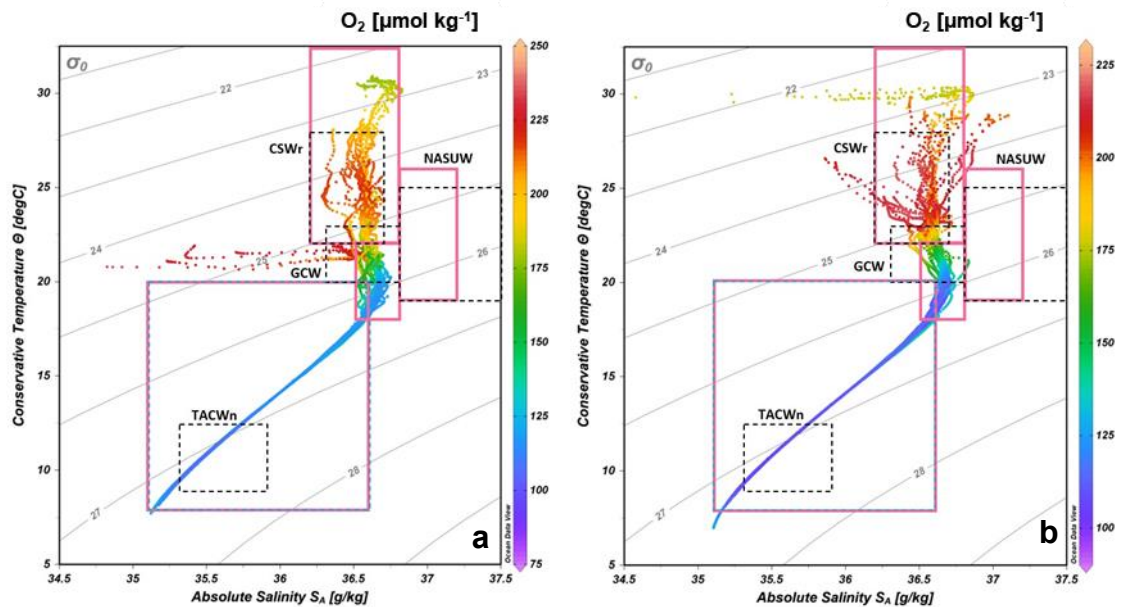 O₂ [µmol kg⁻¹]
σ₀
22
23
24
25
26
27
28
CSWr
NASUW
GCW
TACWn
30
25
20
15
10
5
Conservative Temperature Θ [degC]
34.5
35
35.5
36
36.5
37
37.5
Absolute Salinity S_A [g/kg]
250
225
200
175
150
125
100
75
Ocean Data View
a
O₂ [µmol kg⁻¹]
σ₀
22
23
24
25
26
27
28
CSWr
NASUW
GCW
TACWn
30
25
20
15
10
5
Conservative Temperature Θ [degC]
34.5
35
35.5
36
36.5
37
37.5
Absolute Salinity S_A [g/kg]
225
200
175
150
125
100
Ocean Data View
b